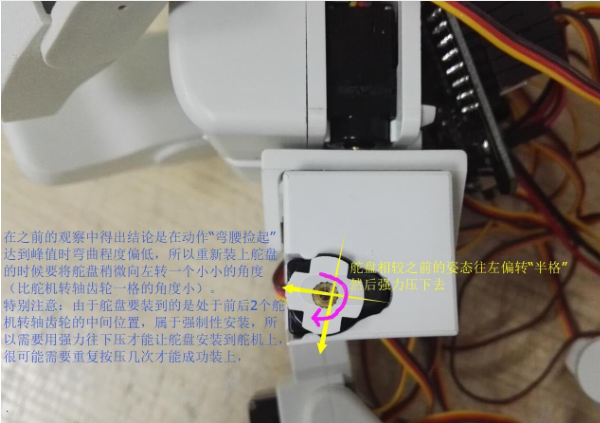 在之前的观察中得出结论是在动作“弯腰捡起”
达到峰值时弯曲程度偏低，所以重新装上舵盘
的时候要将舵盘稍微向左转一个小小的角度
（比舵机转轴齿轮一格的角度小）。
特别注意：由于舵盘要装到的是处于前后2个舵
机转轴齿轮的中间位置，属于强制性安装，所
以需要用强力往下压才能让舵盘安装到舵机上，
很可能需要重复按压几次才能成功装上，
舵盘相较之前的姿态往左偏转“半格”
然后强力压下去